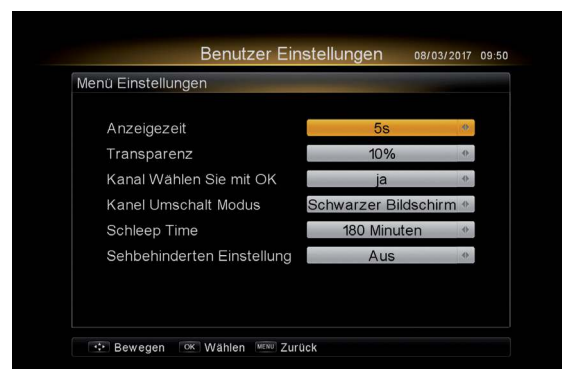 Benutzer Einstellungen 08/03/2017 09:50
Menü Einstellungen
Anzeigezeit 5s
Transparenz 10%
Kanal Wählen Sie mit OK ja
Kanel Umschalt Modus Schwarzer Bildschirm
Schleep Time 180 Minuten
Sehbehinderten Einstellung Aus
Bewegen OK Wählen MENU Zurück